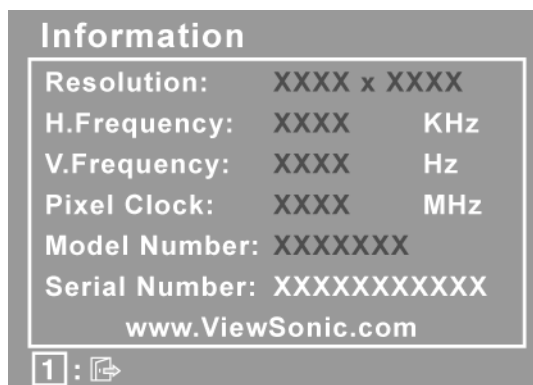 Information
Resolution: XXXX x XXXX
H.Frequency: XXXX KHz
V.Frequency: XXXX Hz
Pixel Clock: XXXX MHz
Model Number: XXXXXXX
Serial Number: XXXXXXXXXXX
www.ViewSonic.com
1 :